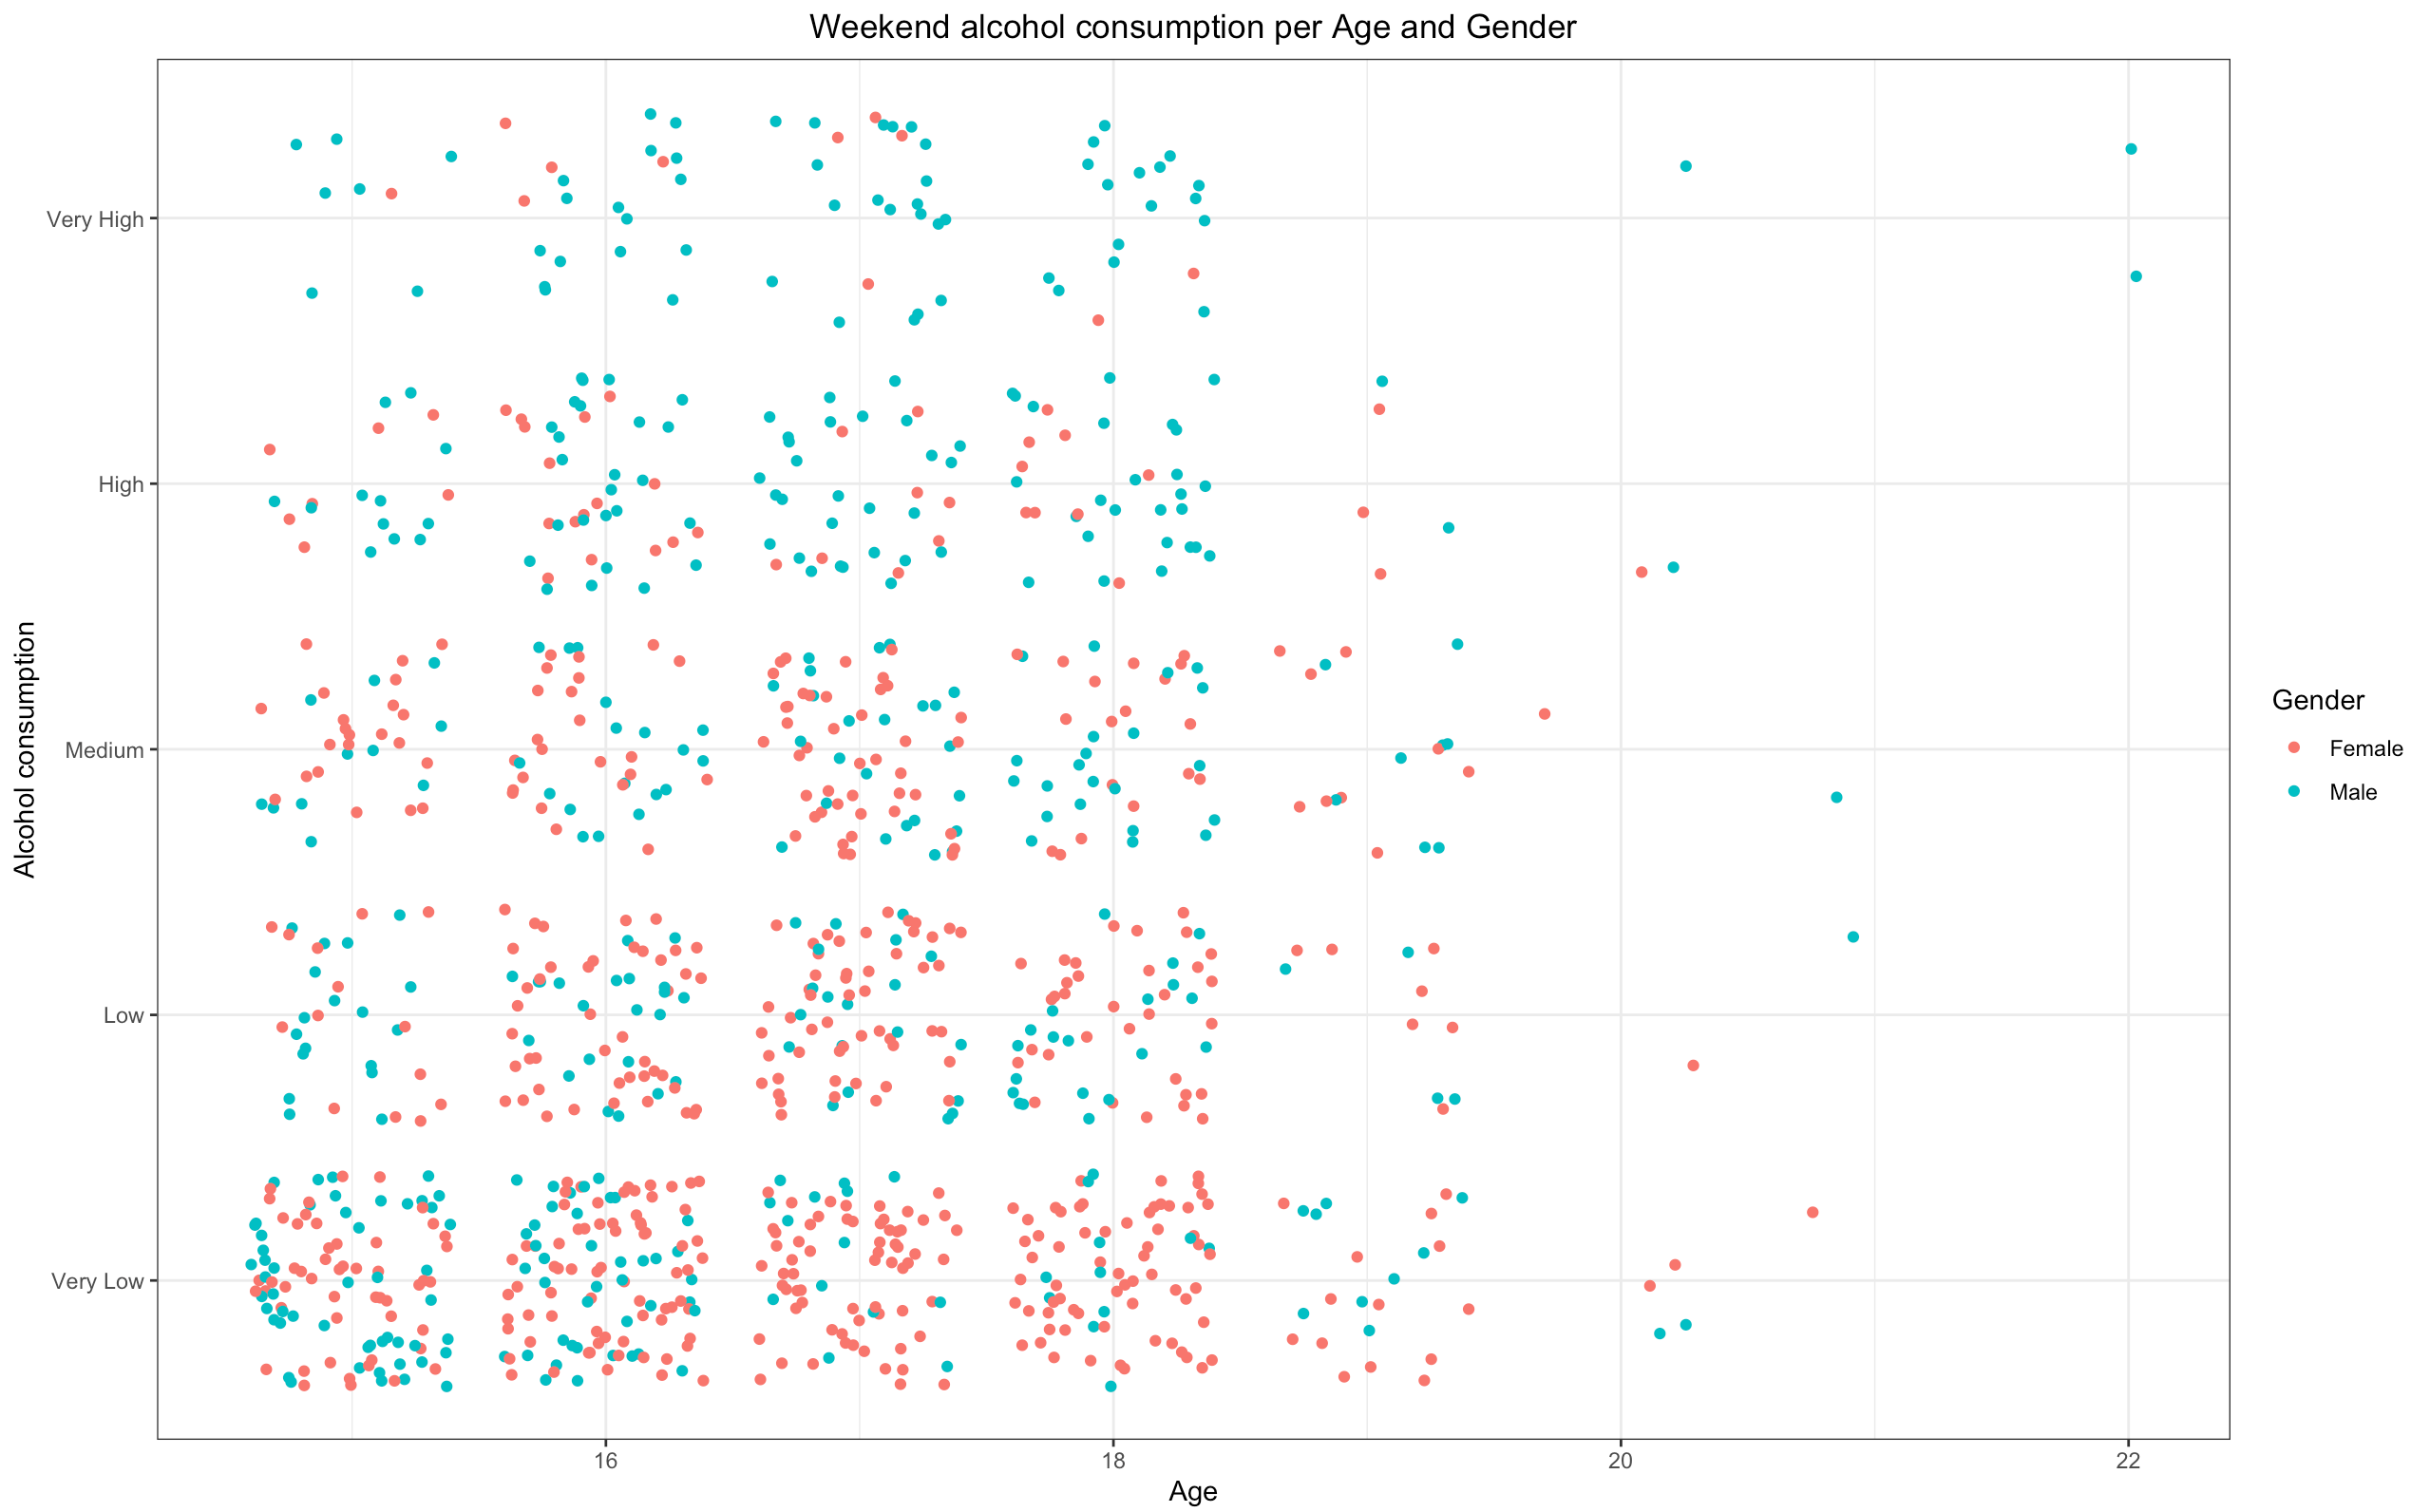 Weekend alcohol consumption per Age and Gender
Very High
High
Medium
Low
Very Low
Alcohol consumption
16
18
20
22
Age
Gender
Female
Male